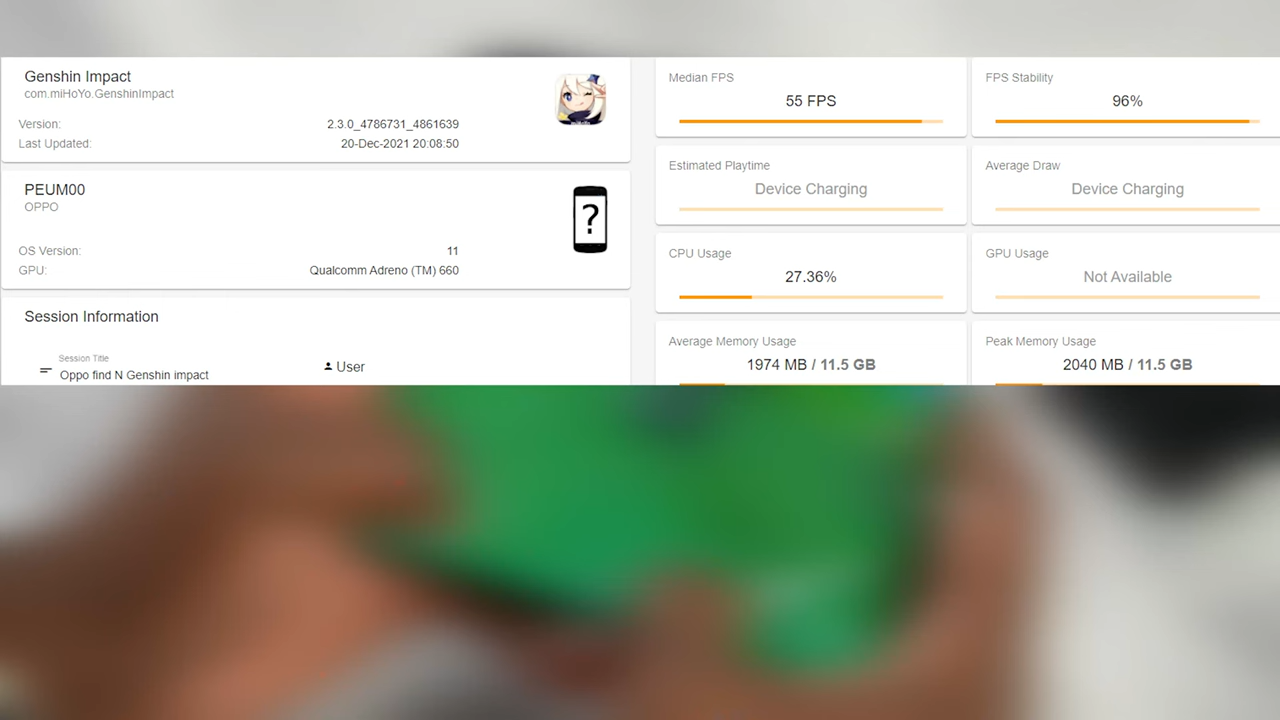 Genshin Impact
com.miHoYo.GenshinImpact
Version: 2.3.0_4786731_4861639
Last Updated: 20-Dec-2021 20:08:50
PEUM00
OPPO
OS Version: 11
GPU: Qualcomm Adreno (TM) 660
Session Information
Session Title
Oppo find N Genshin impact
User
Median FPS
55 FPS
FPS Stability
96%
Estimated Playtime
Device Charging
Average Draw
Device Charging
CPU Usage
27.36%
GPU Usage
Not Available
Average Memory Usage
1974 MB / 11.5 GB
Peak Memory Usage
2040 MB / 11.5 GB